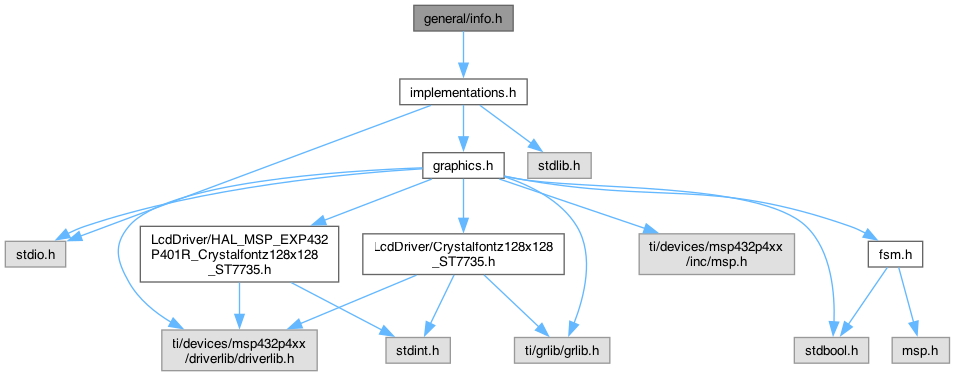 general/info.h
implementations.h
graphics.h
stdlib.h
stdio.h
LcdDriver/HAL_MSP_EXP432
P401R_Crystalfontz128x128
_ST7735.h
LcdDriver/Crystalfontz128x128
_ST7735.h
ti/devices/msp432p4xx
/inc/msp.h
fsm.h
ti/devices/msp432p4xx
/driverlib/driverlib.h
stdint.h
ti/grlib/grlib.h
stdbool.h
msp.h